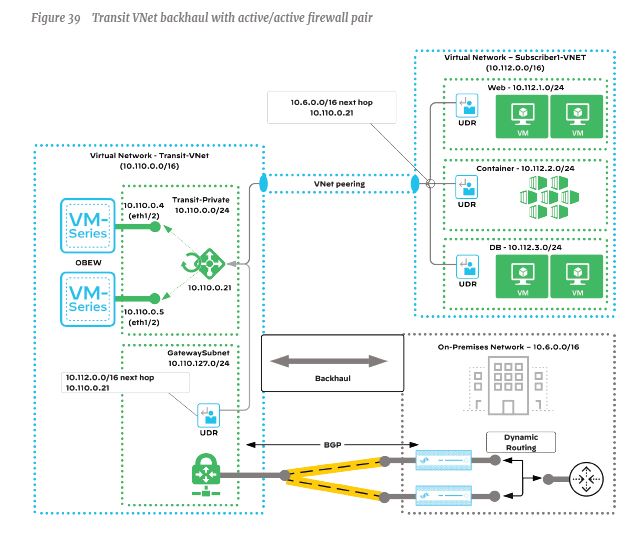 Figure 39 Transit VNet backhaul with active/active firewall pair
Virtual Network – Subscriber1-VNET
(10.112.0.0/16)
Web - 10.112.1.0/24
UDR
VM
VM
10.6.0.0/16 next hop
10.110.0.21
Container - 10.112.2.0/24
UDR
DB - 10.112.3.0/24
UDR
VM
VM
VNet peering
Virtual Network - Transit-VNet
(10.110.0.0/16)
Transit-Private
10.110.0.0/24
VM-
Series
10.110.0.4
(eth1/2)
OBEW
10.110.0.21
VM-
Series
10.110.0.5
(eth1/2)
GatewaySubnet
10.110.127.0/24
10.112.0.0/16 next hop
10.110.0.21
UDR
Backhaul
On-Premises Network – 10.6.0.0/16
BGP
Dynamic
Routing